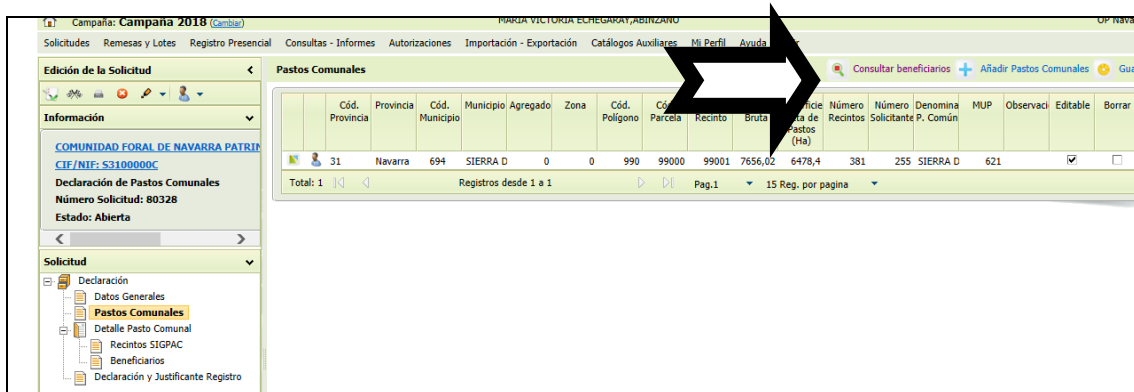 Campaña: Campaña 2018 (Cambiar) MARIA VICTORIA ECHEGARAY,ABINZANO OP Nava
Solicitudes Remesas y Lotes Registro Presencial Consultas - Informes Autorizaciones Importación - Exportación Catálogos Auxiliares Mi Perfil Ayuda
Edición de la Solicitud
Pastos Comunales Consultar beneficiarios Añadir Pastos Comunales Gua
Información
Cód. Provincia Provincia Cód. Municipio Municipio Agregado Zona Cód. Polígono Parcela Recinto Bruta Pastos (Ha) Número Recintos Número Solicitante Denomina P. Común MUP Observaci Editable Borrar
31 Navarra 694 SIERRA D 0 0 990 99000 99001 7656,02 6478,4 381 255 SIERRA D 621
Total: 1 Registros desde 1 a 1 Pag.1 15 Reg. por pagina
COMUNIDAD FORAL DE NAVARRA PATRIN
CIF/NIF: S3100000C
Declaración de Pastos Comunales
Número Solicitud: 80328
Estado: Abierta
Solicitud
Declaración
Datos Generales
Pastos Comunales
Detalle Pasto Comunal
Recintos SIGPAC
Beneficiarios
Declaración y Justificante Registro